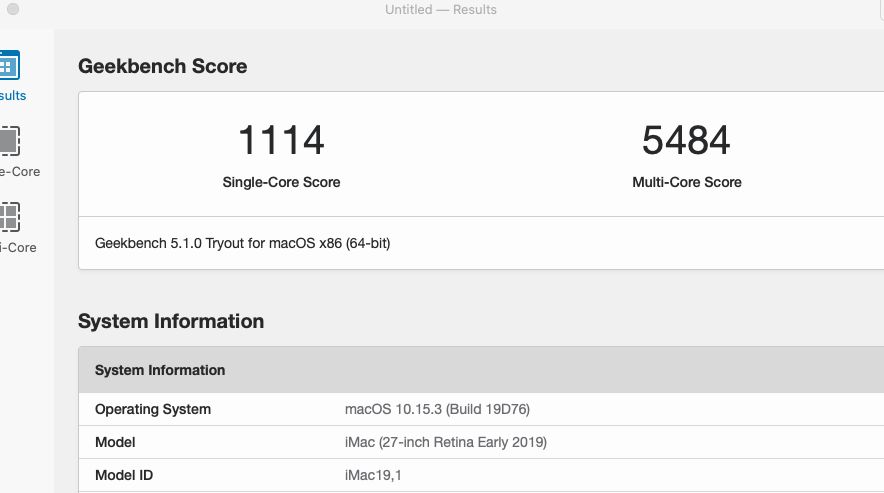 Untitled — Results
Geekbench Score
sults
1114
5484
Single-Core Score
Multi-Core Score
e-Core
i-Core
Geekbench 5.1.0 Tryout for macOS x86 (64-bit)
System Information
System Information
Operating System macOS 10.15.3 (Build 19D76)
Model iMac (27-inch Retina Early 2019)
Model ID iMac19,1